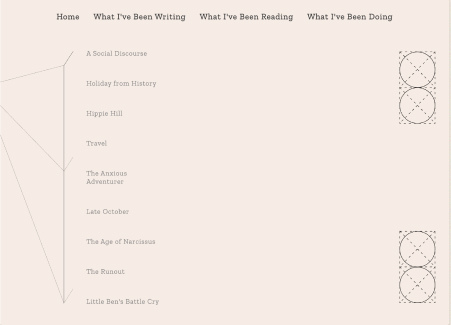 Home What I've Been Writing What I've Been Reading What I've Been Doing
A Social Discourse
Holiday from History
Hippie Hill
Travel
The Anxious
Adventurer
Late October
The Age of Narcissus
The Runout
Little Ben's Battle Cry